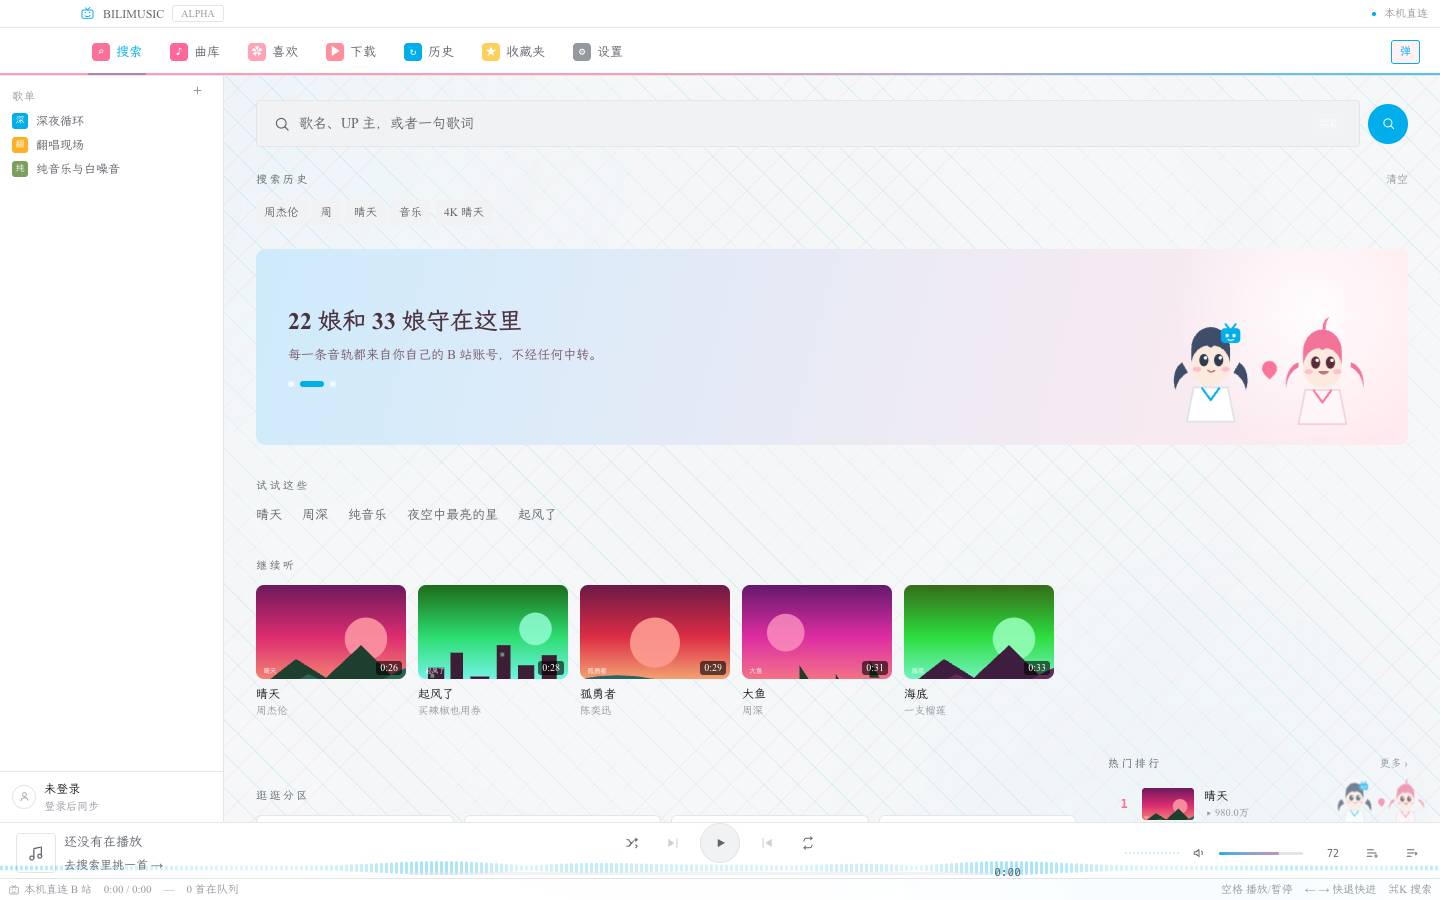 BILIMUSIC ALPHA 本机直连
搜索 曲库 喜欢 下载 历史 收藏夹 设置 弹
歌单 +
深 深夜循环
翻 翻唱现场
纯 纯音乐与白噪音
歌名、UP 主，或者一句歌词 ⌘K
搜索历史 清空
周杰伦 周 晴天 音乐 4K 晴天
22 娘和 33 娘守在这里
每一条音轨都来自你自己的 B 站账号，不经任何中转。
试试这些
晴天 周深 纯音乐 夜空中最亮的星 起风了
继续听
晴天 0:26 起风了 0:28 孤勇者 0:29 大鱼 0:31 海底 0:33
晴天 起风了 孤勇者 大鱼 海底
周杰伦 买辣椒也用券 陈奕迅 周深 一支榴莲
热门排行 更多 ›
逛逛分区
1 晴天
▸ 980.0万
未登录
登录后同步
还没有在播放
去搜索里挑一首 →
0:00
72
本机直连 B 站 0:00 / 0:00 — 0 首在队列
空格 播放/暂停 ← → 快退快进 ⌘K 搜索